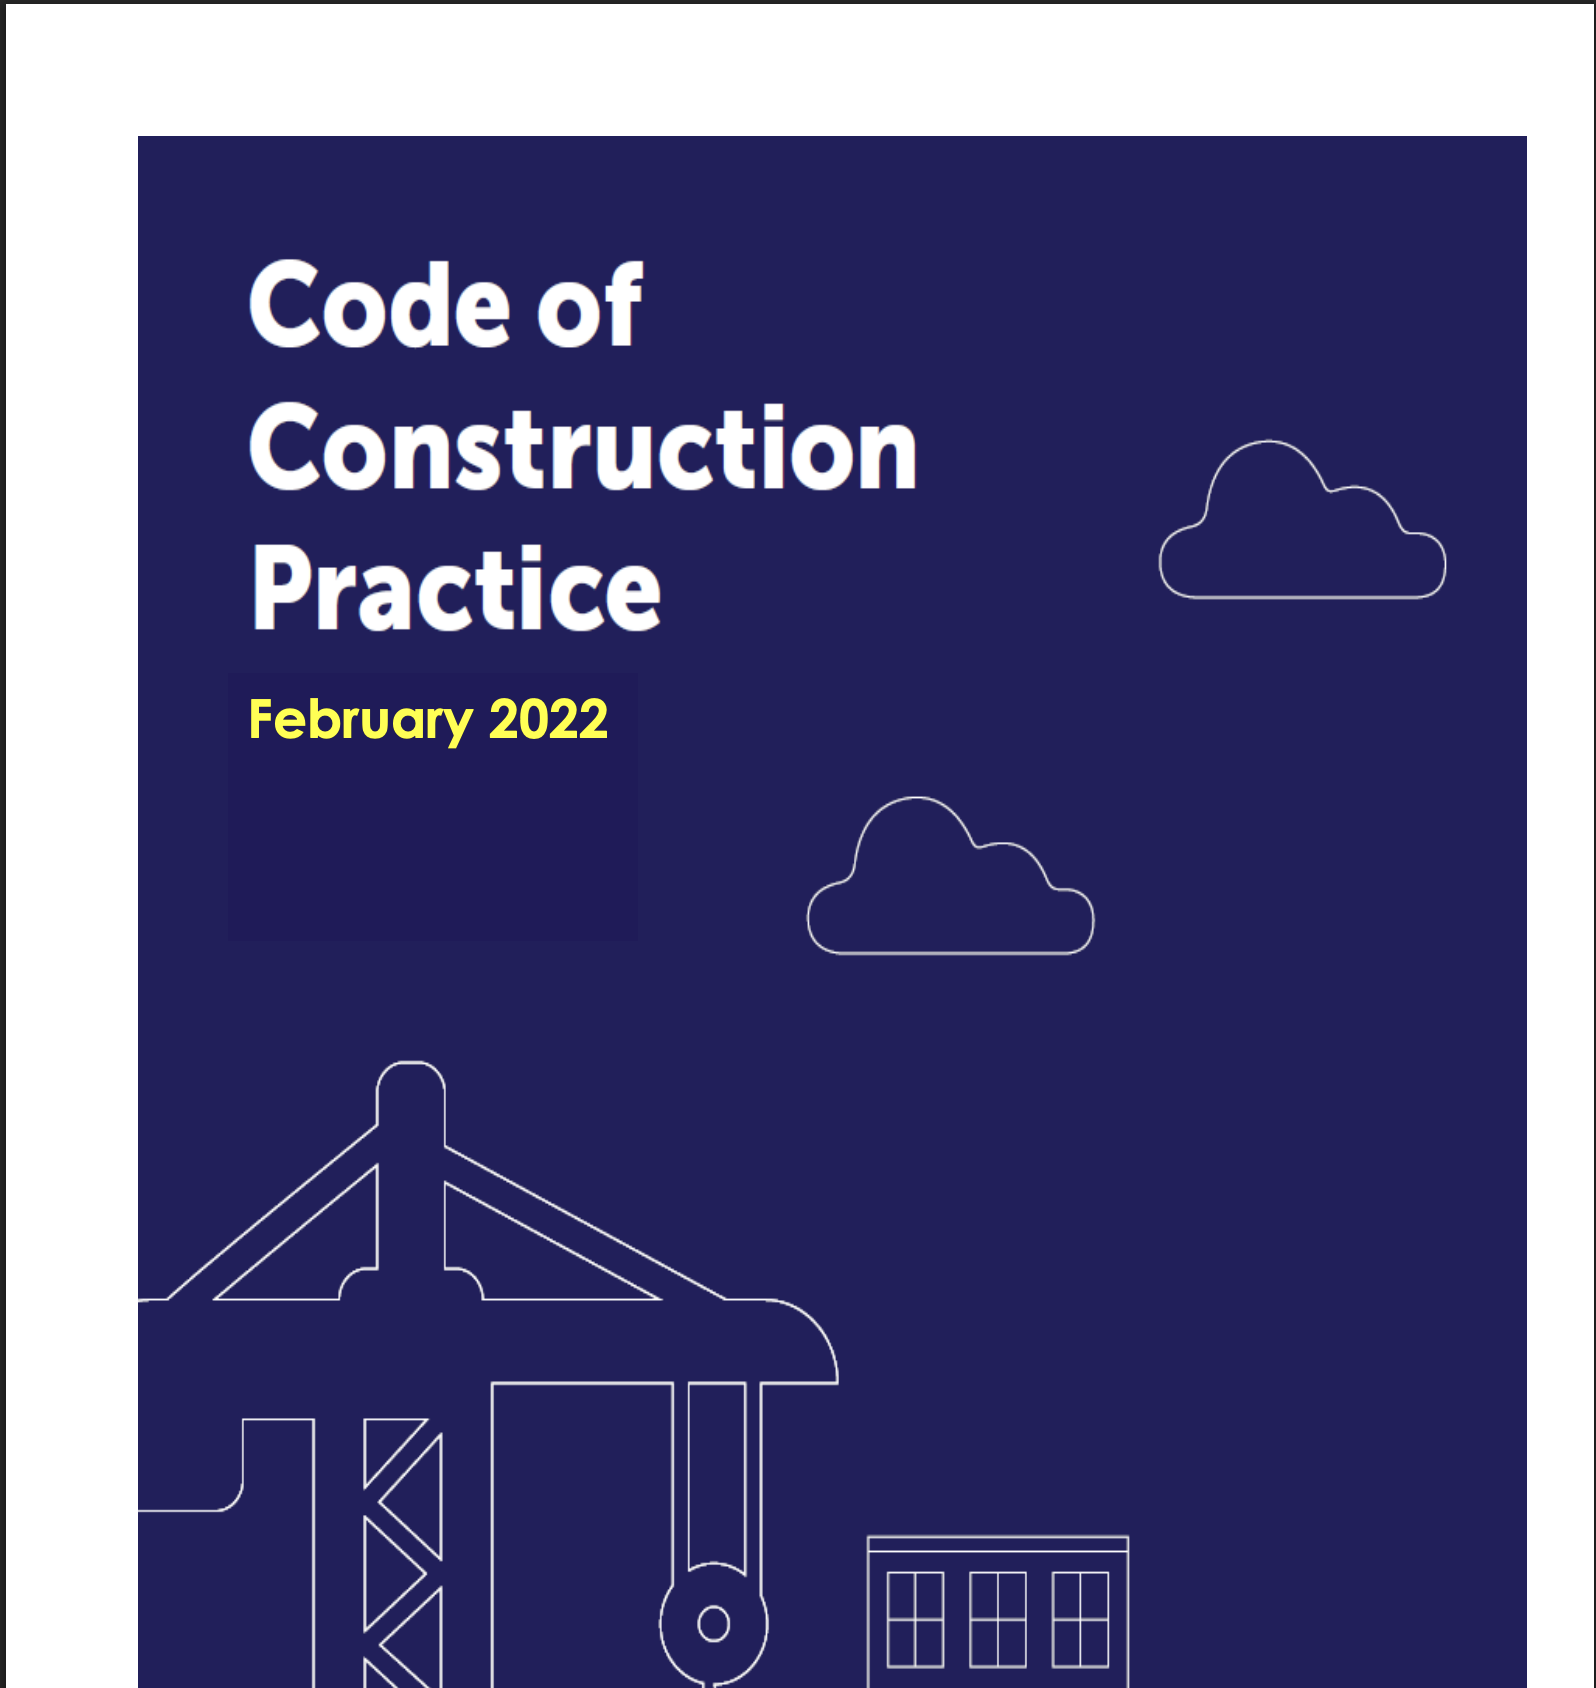 Code of
Construction
Practice
February 2022